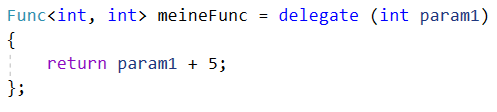 Func<int, int> meineFunc = delegate (int param1)
{
    return param1 + 5;
};